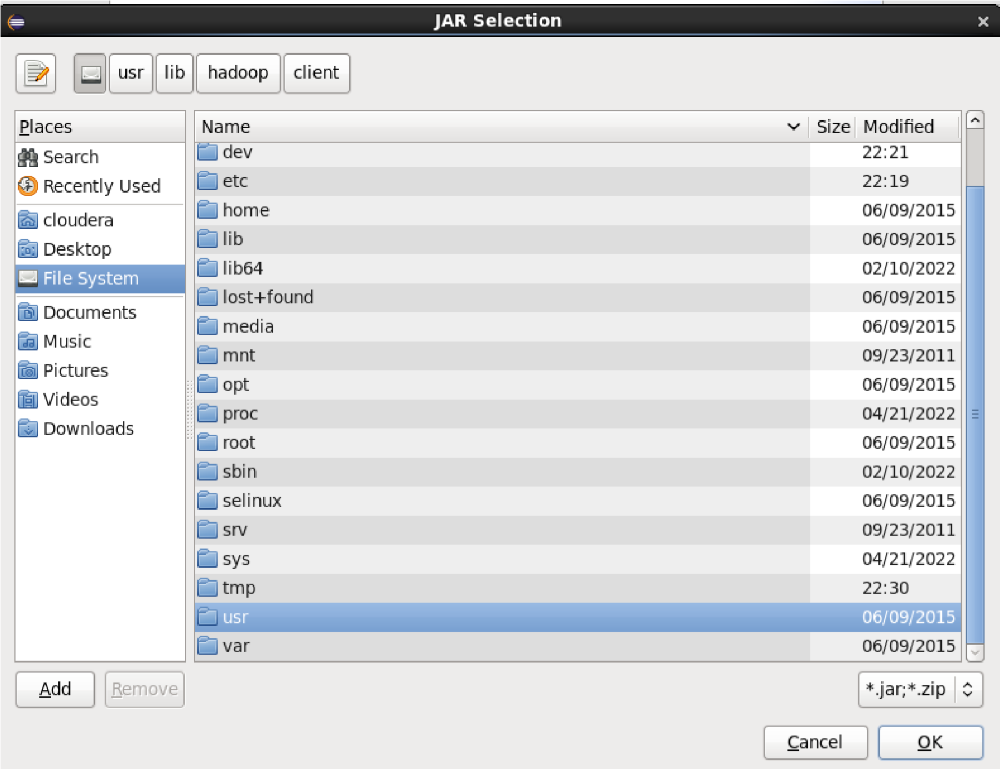 JAR Selection
usr lib hadoop client
Places
Search
Recently Used
cloudera
Desktop
File System
Documents
Music
Pictures
Videos
Downloads
Name Size Modified
dev 22:21
etc 22:19
home 06/09/2015
lib 06/09/2015
lib64 02/10/2022
lost+found 06/09/2015
media 06/09/2015
mnt 09/23/2011
opt 06/09/2015
proc 04/21/2022
root 06/09/2015
sbin 02/10/2022
selinux 06/09/2015
srv 09/23/2011
sys 04/21/2022
tmp 22:30
usr 06/09/2015
var 06/09/2015
Add Remove *.jar;*.zip
Cancel OK